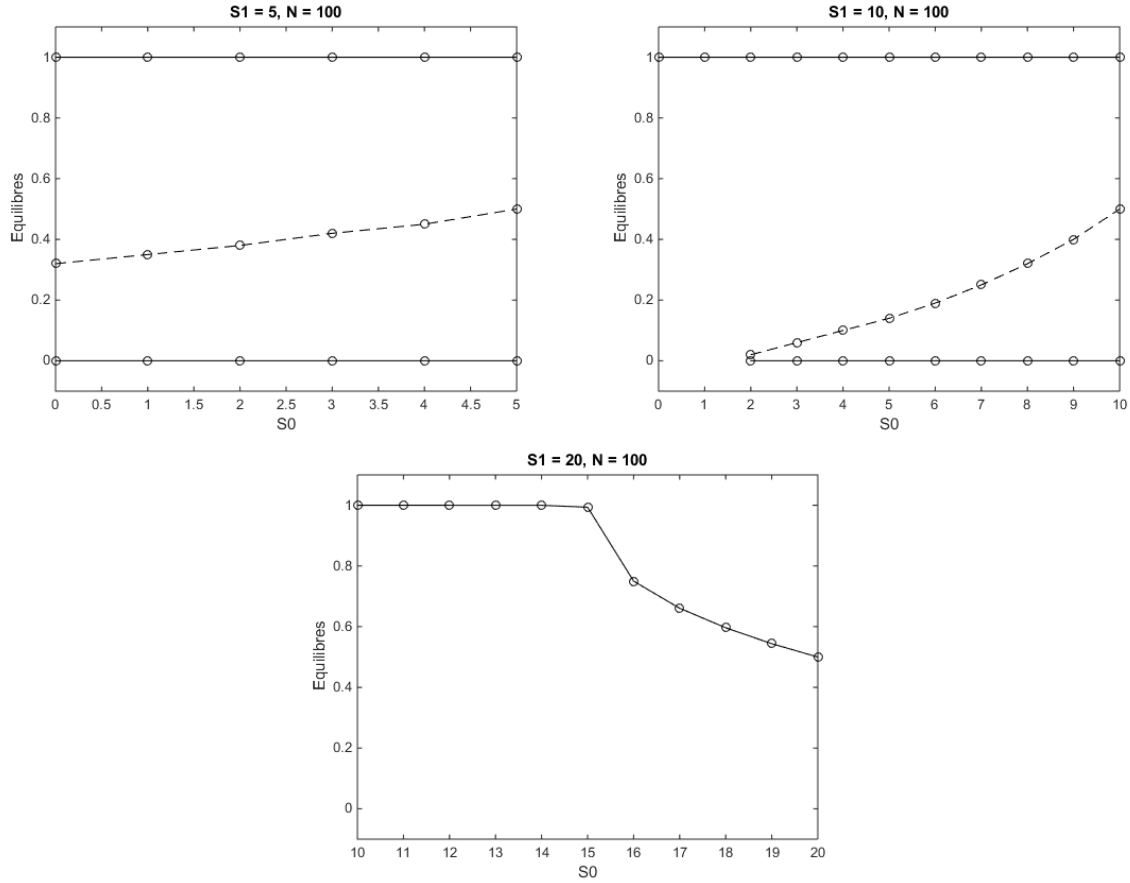 S1 = 5, N = 100
1
0.8
0.6
0.4
0.2
0
Equilibres
0 0.5 1 1.5 2 2.5 3 3.5 4 4.5 5
S0
S1 = 10, N = 100
1
0.8
0.6
0.4
0.2
0
Equilibres
0 1 2 3 4 5 6 7 8 9 10
S0
S1 = 20, N = 100
1
0.8
0.6
0.4
0.2
0
Equilibres
10 11 12 13 14 15 16 17 18 19 20
S0